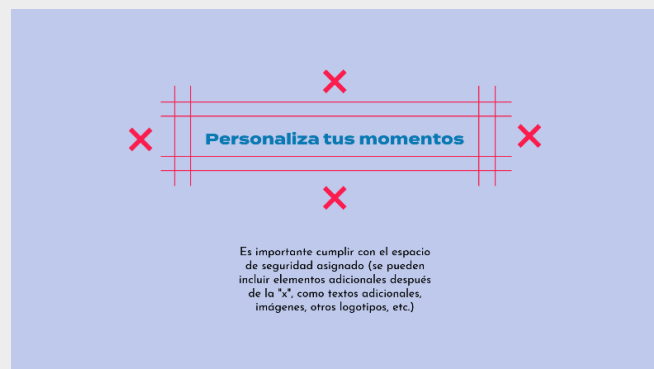 Personaliza tus momentos
Es importante cumplir con el espacio
de seguridad asignado (se pueden
incluir elementos adicionales después
de la "x", como textos adicionales,
imágenes, otros logotipos, etc.)